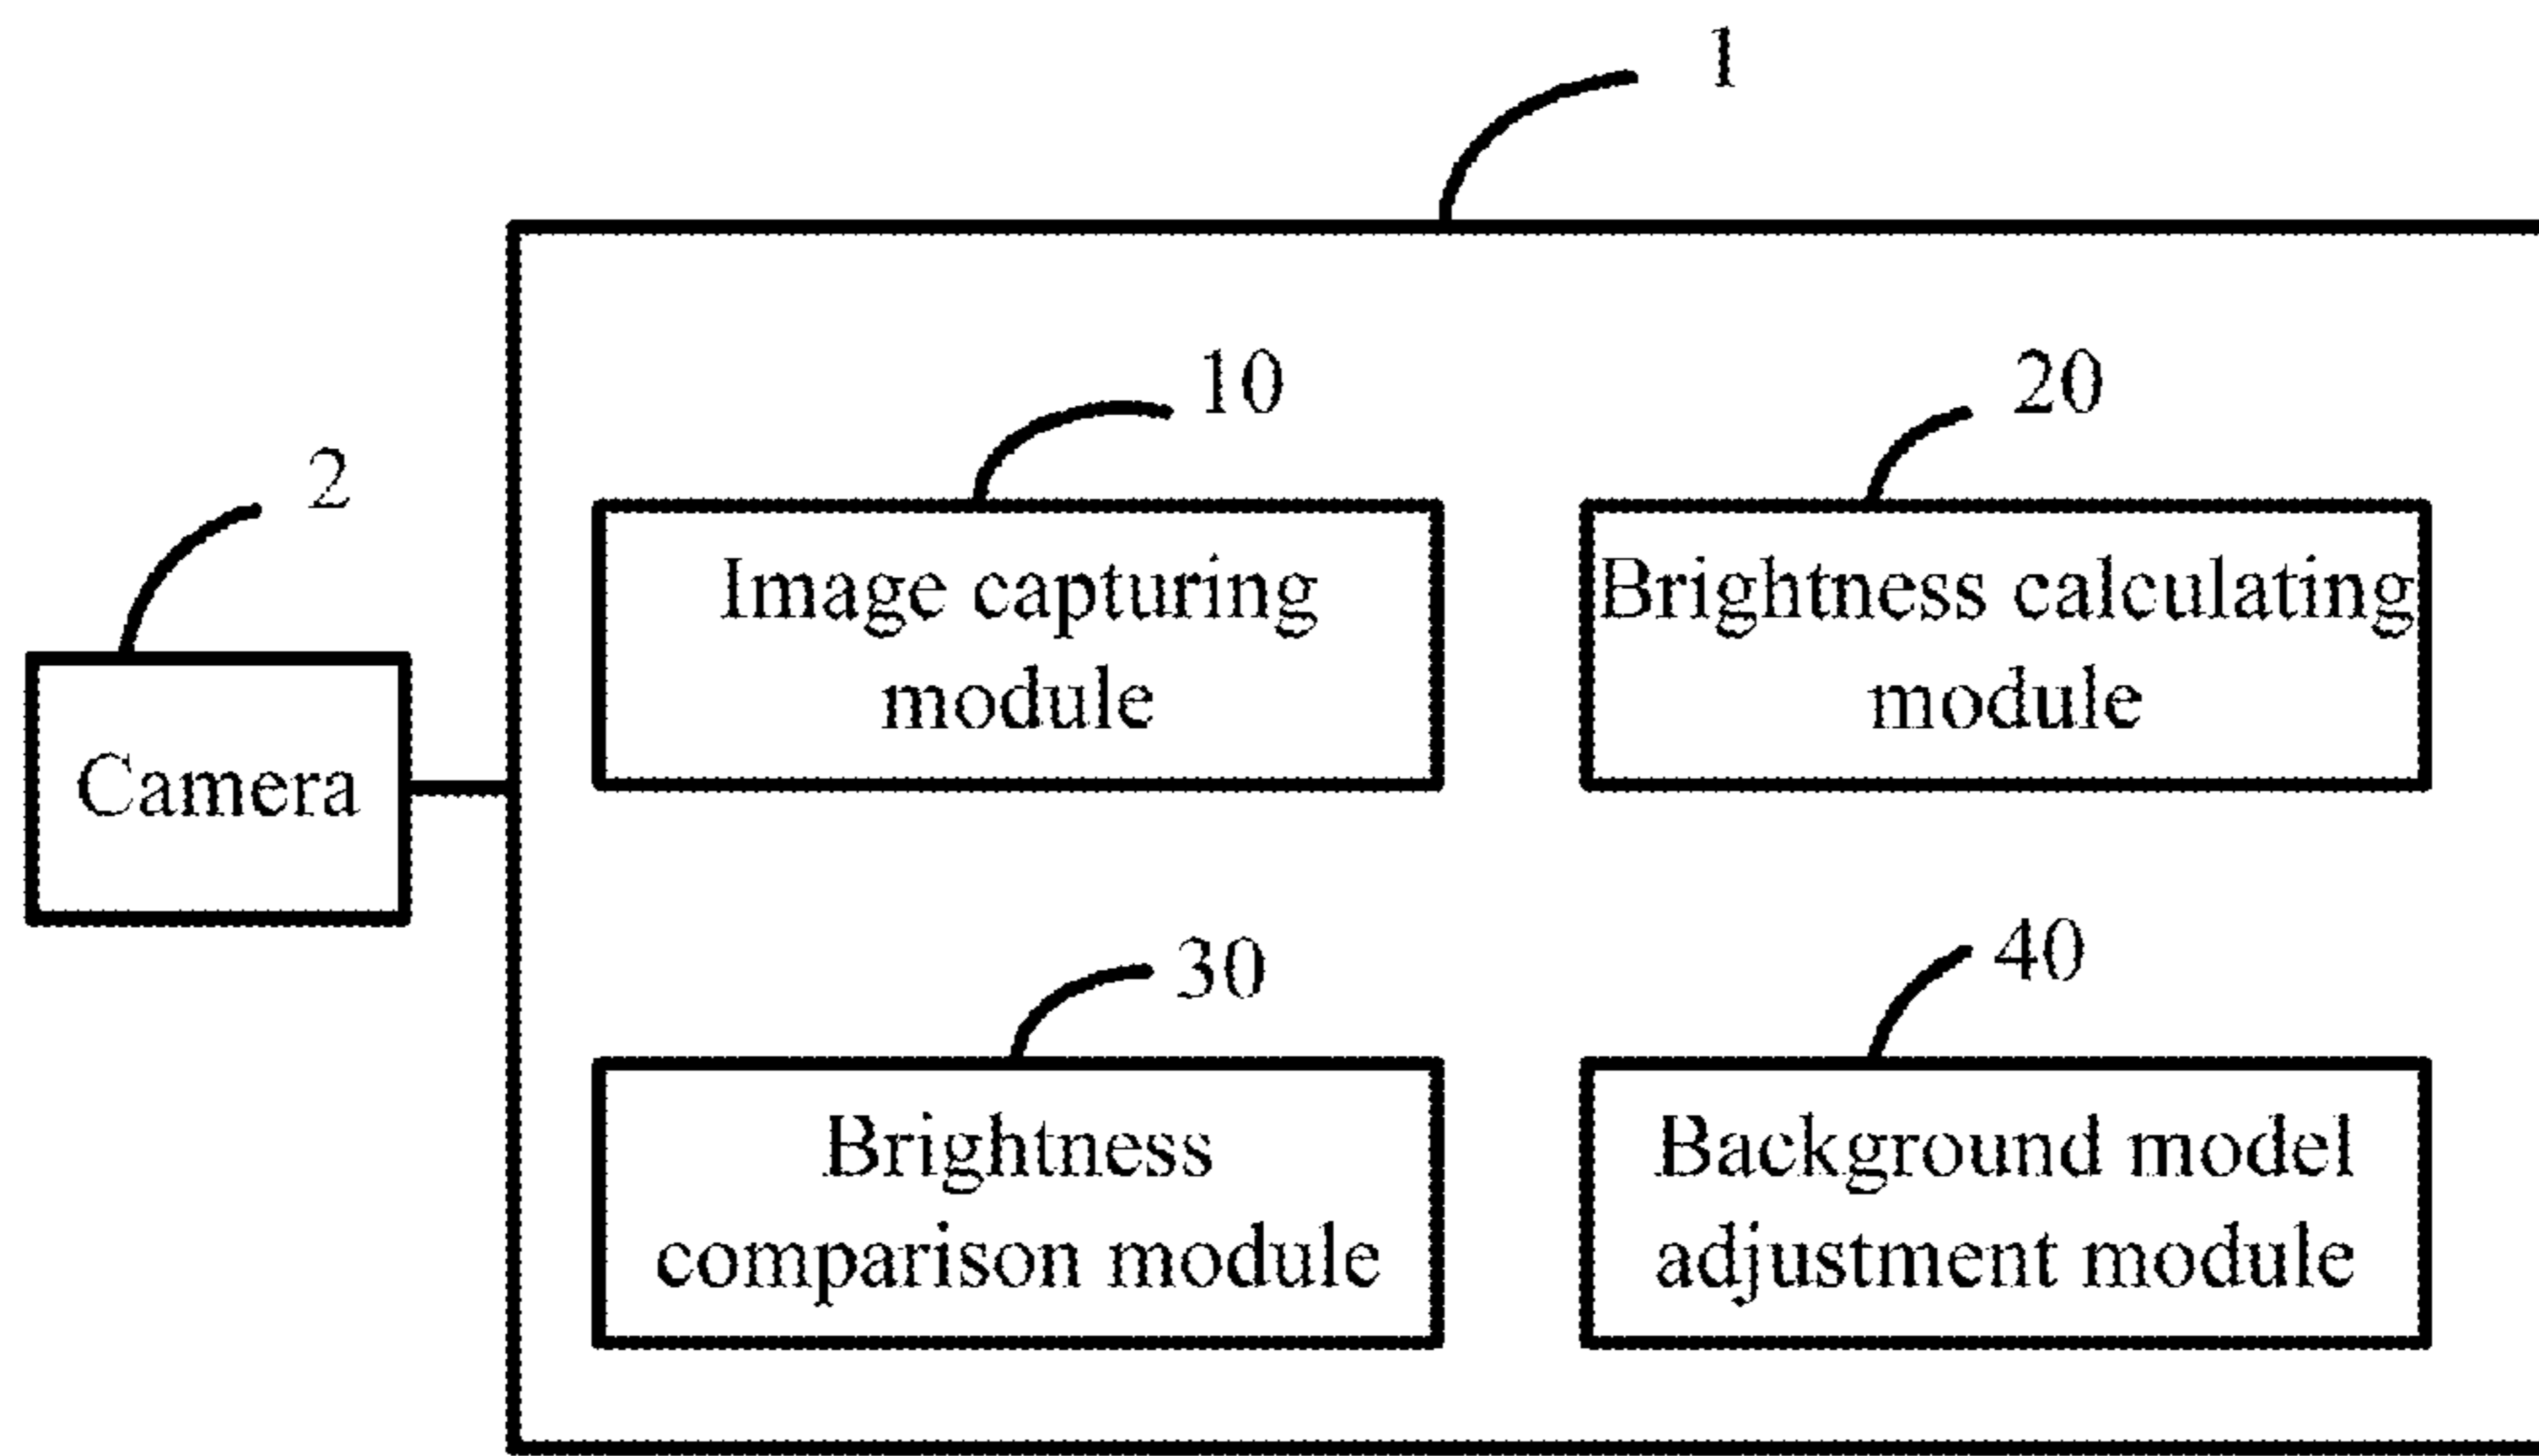 1
10
20
2
Image capturing
module
Brightness calculating
module
Camera
30
40
Brightness
comparison module
Background model
adjustment module